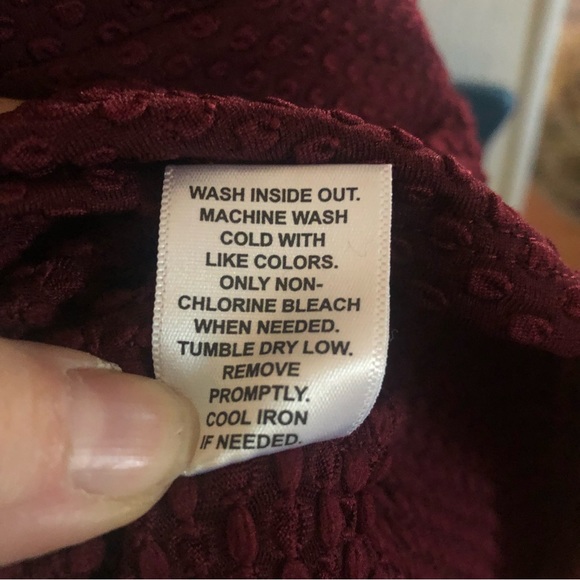 WASH INSIDE OUT.
MACHINE WASH
COLD WITH
LIKE COLORS.
ONLY NON-
CHLORINE BLEACH
WHEN NEEDED.
TUMBLE DRY LOW.
REMOVE
PROMPTLY.
COOL IRON
IF NEEDED.